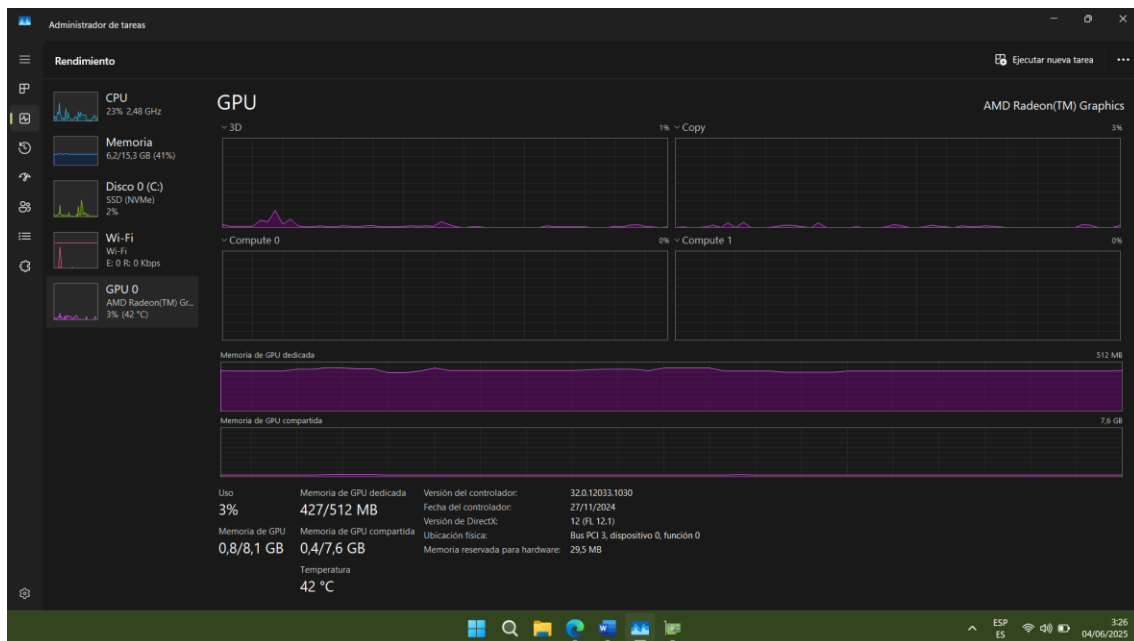 Administrador de tareas
Rendimiento
Ejecutar nueva tarea
CPU
23% 2,48 GHz
Memoria
6,2/15,3 GB (41%)
Disco 0 (C:)
SSD (NVMe)
2%
Wi-Fi
Wi-Fi
E: 0 R: 0 Kbps
GPU 0
AMD Radeon(TM) Gr...
3% (42 °C)
GPU
AMD Radeon(TM) Graphics
3D
1%
Copy
3%
Compute 0
0%
Compute 1
0%
Memoria de GPU dedicada
512 MB
Memoria de GPU compartida
7,6 GB
Uso
3%
Memoria de GPU dedicada
427/512 MB
Memoria de GPU
0,8/8,1 GB
Memoria de GPU compartida
0,4/7,6 GB
Temperatura
42 °C
Versión del controlador: 32.0.12033.1030
Fecha del controlador: 27/11/2024
Versión de DirectX: 12 (FL 12.1)
Ubicación física: Bus PCI 3, dispositivo 0, función 0
Memoria reservada para hardware: 29,5 MB
ESP
ES
3:26
04/06/2025